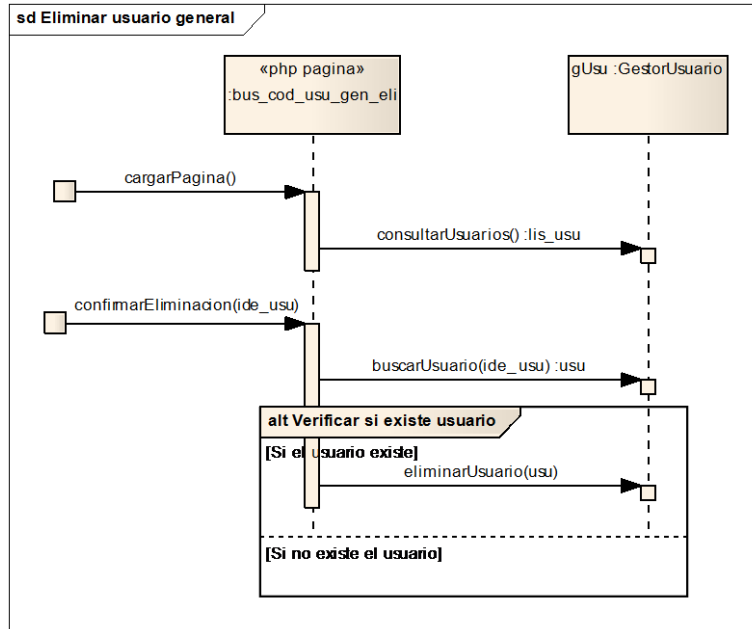 sd Eliminar usuario general
«php pagina»
:bus_cod_usu_gen_eli
gUsu :GestorUsuario
cargarPagina()
consultarUsuarios() :lis_usu
confirmarEliminacion(ide_usu)
buscarUsuario(ide_usu) :usu
alt Verificar si existe usuario
[Si el usuario existe]
eliminarUsuario(usu)
[Si no existe el usuario]